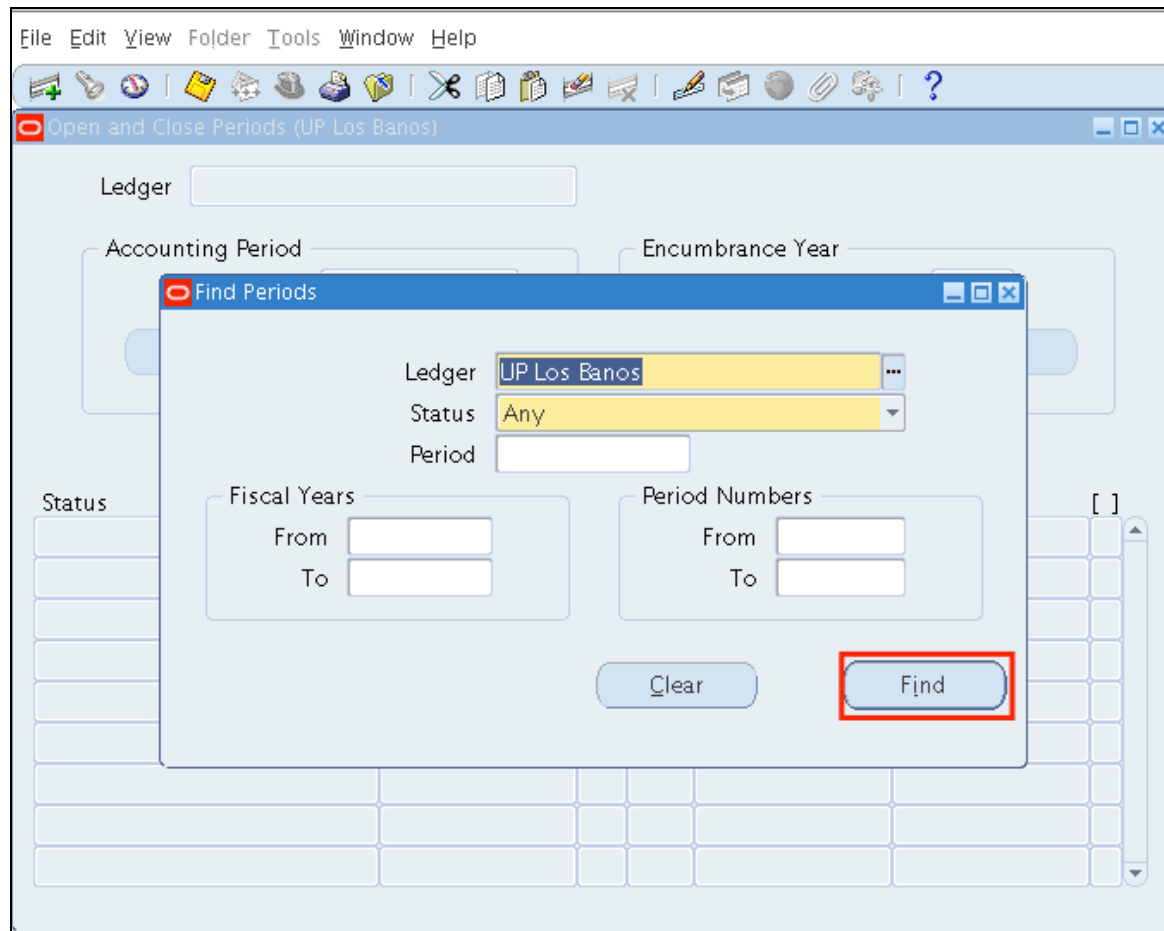 File Edit View Folder Tools Window Help
?
Open and Close Periods (UP Los Banos)
Ledger
Accounting Period Encumbrance Year
Find Periods
Ledger UP Los Banos ...
Status Any
Period
Fiscal Years Period Numbers
Status [ ]
From From
To To
Clear Find